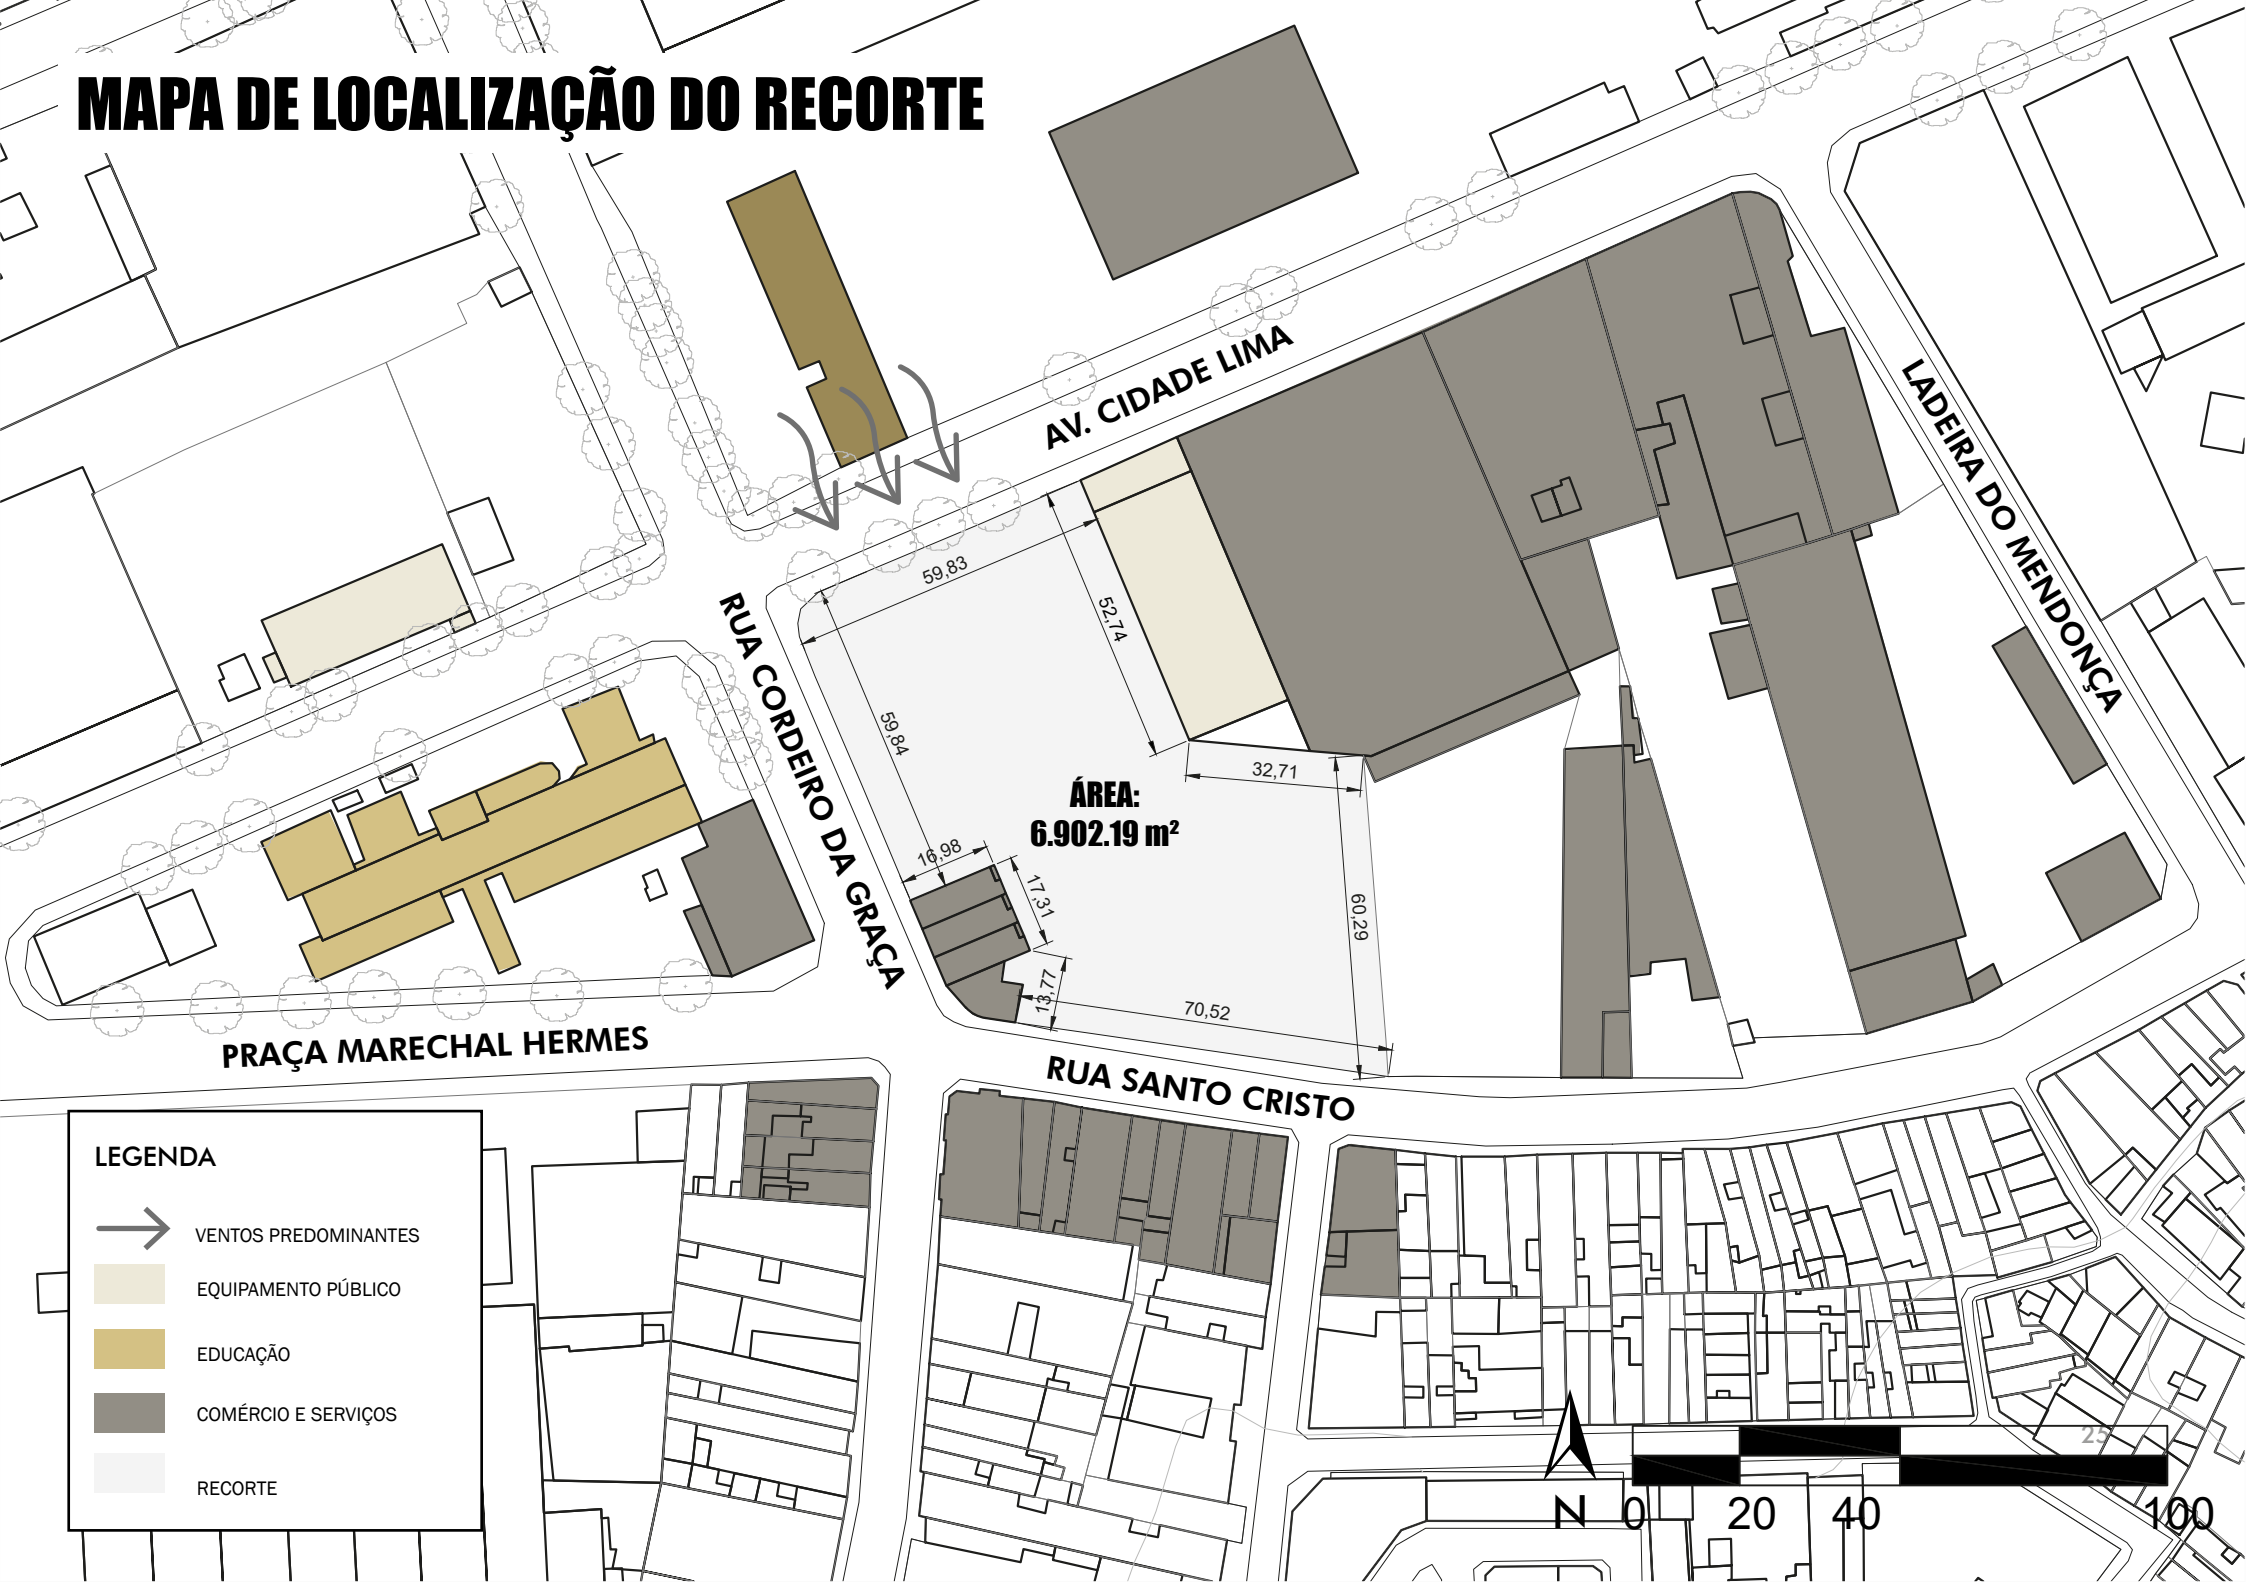 MAPA DE LOCALIZAÇÃO DO RECORTE
AV. CIDADE LIMA
LADEIRA DO MENDONÇA
RUA CORDEIRO DA GRAÇA
59,83
52,74
59,84
32,71
ÁREA:
6.902.19 m²
16,98
17,31
60,29
13,77
70,52
PRAÇA MARECHAL HERMES
RUA SANTO CRISTO
LEGENDA
VENTOS PREDOMINANTES
EQUIPAMENTO PÚBLICO
EDUCAÇÃO
COMÉRCIO E SERVIÇOS
RECORTE
25
N
0 20 40 100